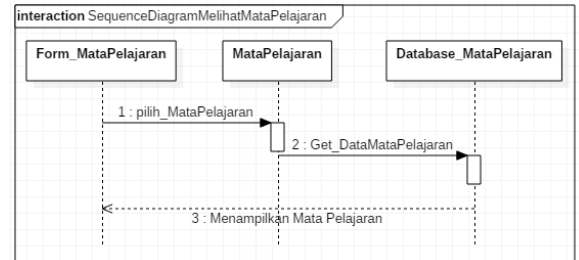 interaction SequenceDiagramMelihatMataPelajaran
Form_MataPelajaran
MataPelajaran
Database_MataPelajaran
1 : pilih_MataPelajaran
2 : Get_DataMataPelajaran
3 : Menampilkan Mata Pelajaran